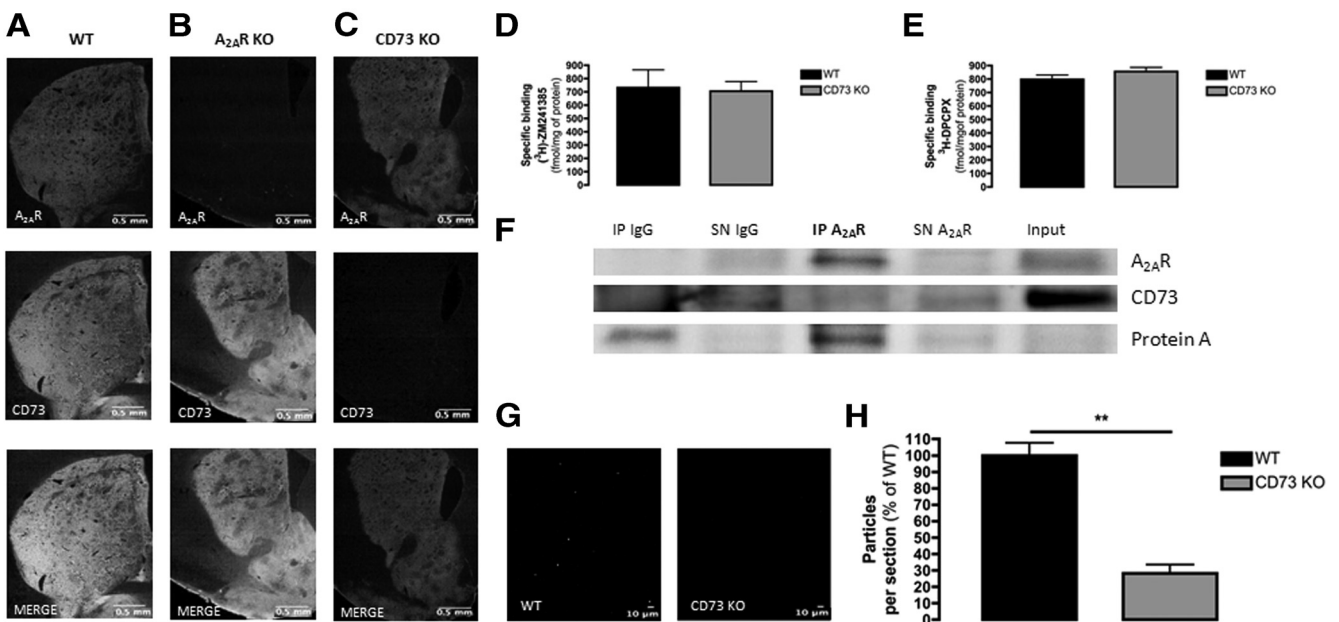 A
WT
A2AR
0.5 mm
CD73
0.5 mm
MERGE
0.5 mm
B
A2AR KO
A2AR
0.5 mm
CD73
0.5 mm
MERGE
0.5 mm
C
CD73 KO
A2AR
0.5 mm
CD73
0.5 mm
MERGE
0.5 mm
D
Specific binding
(3H)-ZM241385
(fmol/mg of protein)
900
800
700
600
500
400
300
200
100
0
WT
CD73 KO
E
Specific binding
3H-DPCPX
(fmol/mgof protein)
900
800
700
600
500
400
300
200
100
0
WT
CD73 KO
F
IP IgG
SN IgG
IP A2AR
SN A2AR
Input
A2AR
CD73
Protein A
G
WT
10 µm
CD73 KO
10 µm
H
**
Particles
per section (% of WT)
110
100
90
80
70
60
50
40
30
20
10
0
WT
CD73 KO